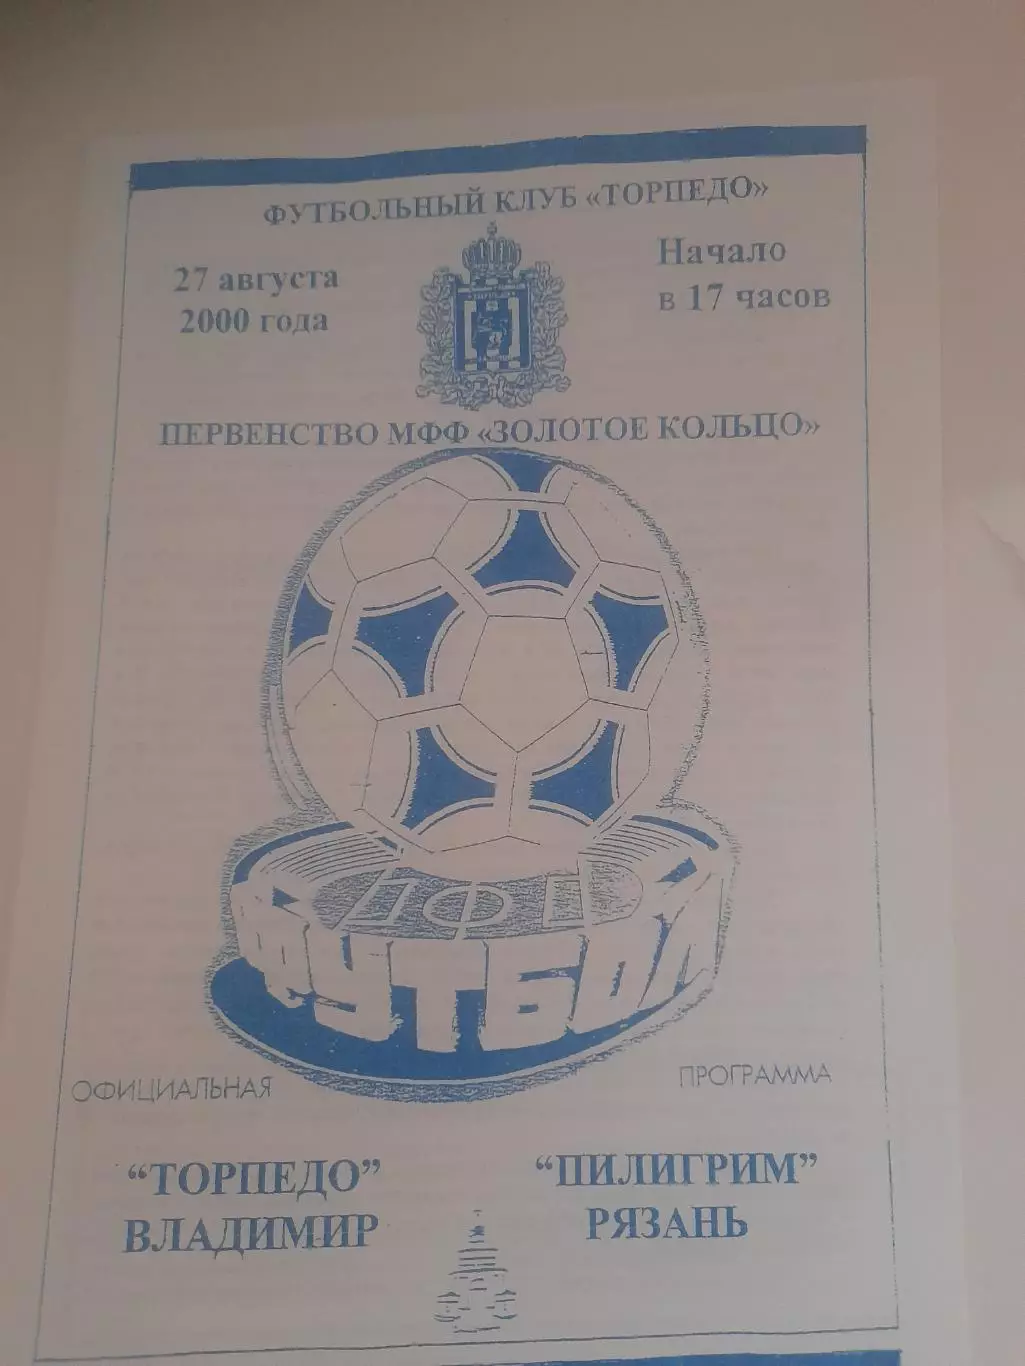 ФУТБОЛЬНЫЙ КЛУБ «ТОРПЕДО»
27 августа
2000 года
Начало
в 17 часов
ПЕРВЕНСТВО МФФ «ЗОЛОТОЕ КОЛЬЦО»
ФУТБОЛ
ОФИЦИАЛЬНАЯ
ПРОГРАММА
“ТОРПЕДО”
ВЛАДИМИР
“ПИЛИГРИМ”
РЯЗАНЬ